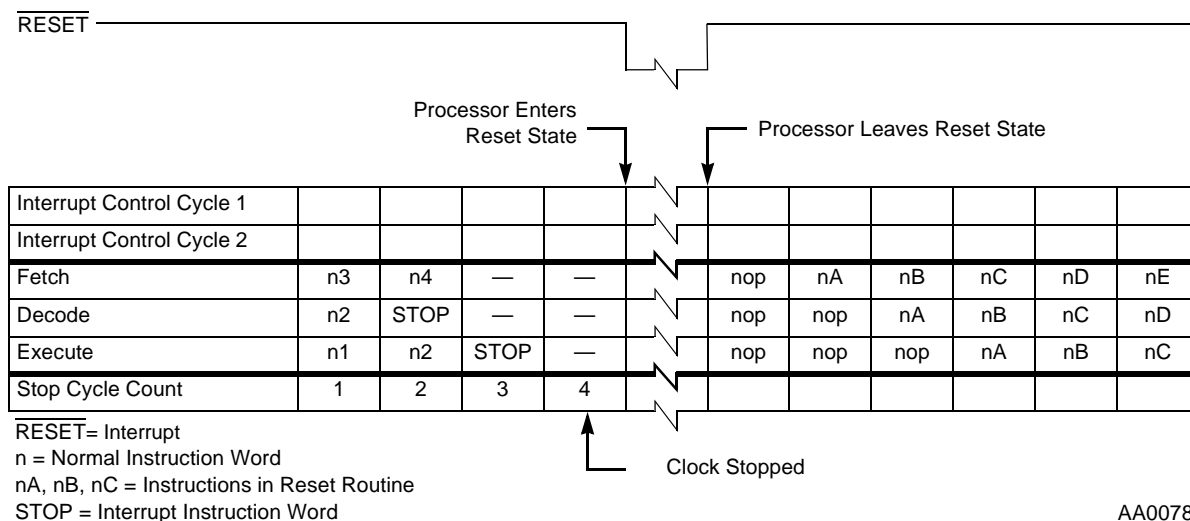 RESET
Processor Enters
Reset State
Processor Leaves Reset State
Interrupt Control Cycle 1
Interrupt Control Cycle 2
Fetch n3 n4 — — nop nA nB nC nD nE
Decode n2 STOP — — nop nop nA nB nC nD
Execute n1 n2 STOP — nop nop nop nA nB nC
Stop Cycle Count 1 2 3 4
RESET= Interrupt
n = Normal Instruction Word
Clock Stopped
nA, nB, nC = Instructions in Reset Routine
STOP = Interrupt Instruction Word
AA0078